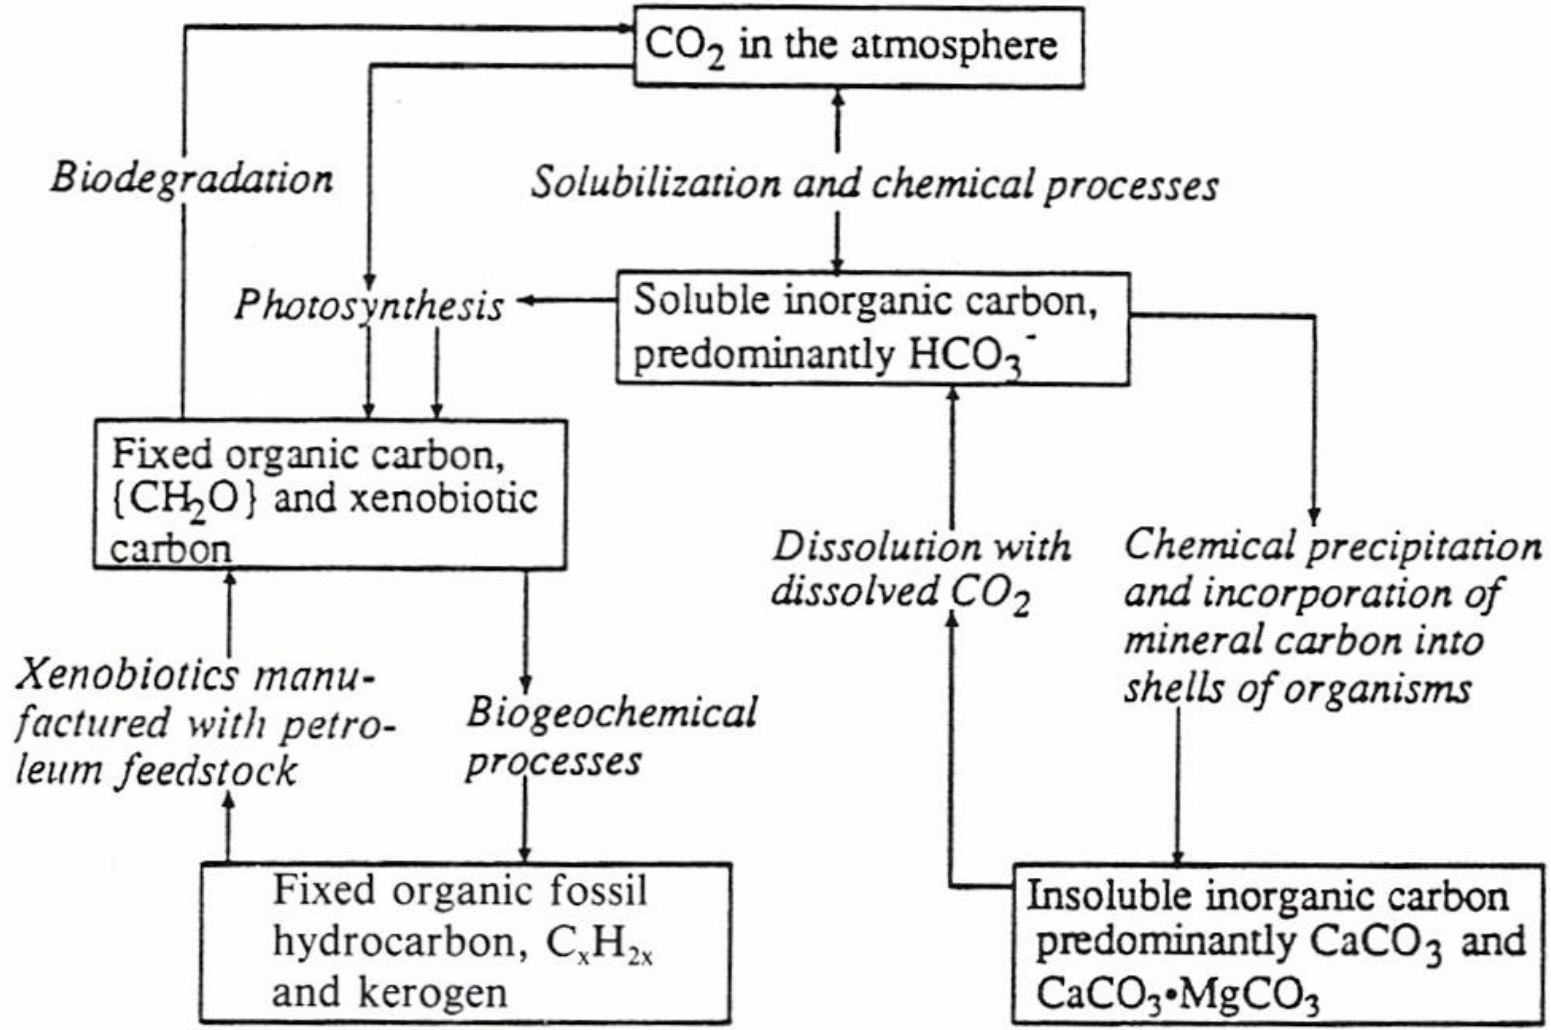 CO₂ in the atmosphere
Biodegradation
Solubilization and chemical processes
Photosynthesis
Soluble inorganic carbon,
predominantly HCO₃⁻
Fixed organic carbon,
{CH₂O} and xenobiotic
carbon
Dissolution with
dissolved CO₂
Chemical precipitation
and incorporation of
mineral carbon into
shells of organisms
Xenobiotics manu-
factured with petro-
leum feedstock
Biogeochemical
processes
Fixed organic fossil
hydrocarbon, CₓH₂ₓ
and kerogen
Insoluble inorganic carbon
predominantly CaCO₃ and
CaCO₃•MgCO₃